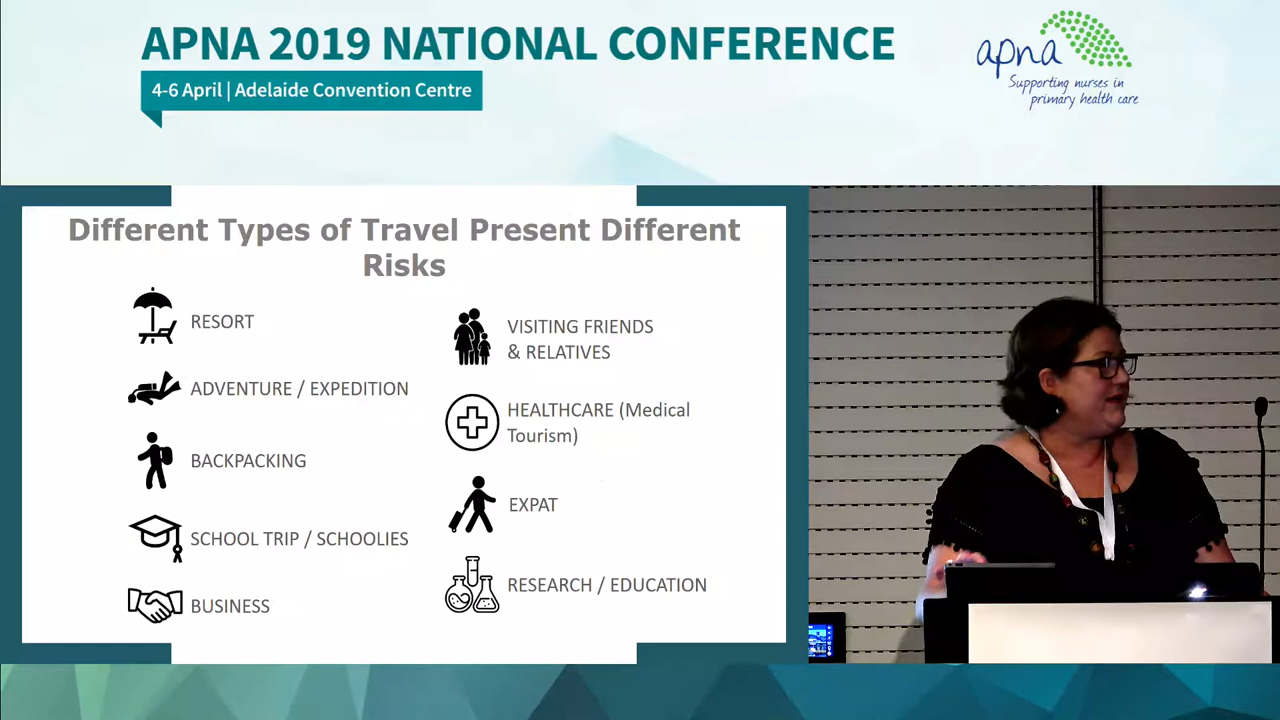 APNA 2019 NATIONAL CONFERENCE
4-6 April | Adelaide Convention Centre
apna
Supporting nurses in
primary health care
Different Types of Travel Present Different
Risks
RESORT
ADVENTURE / EXPEDITION
BACKPACKING
SCHOOL TRIP / SCHOOLIES
BUSINESS
VISITING FRIENDS
& RELATIVES
HEALTHCARE (Medical
Tourism)
EXPAT
RESEARCH / EDUCATION